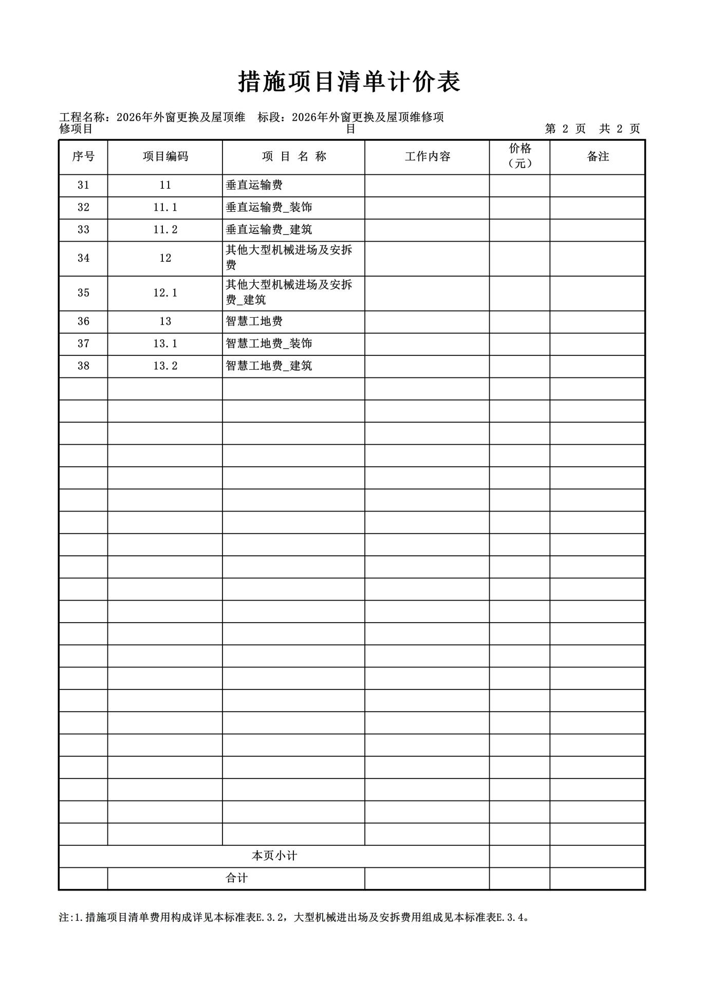 措施项目清单计价表
工程名称：2026年外窗更换及屋顶维 标段：2026年外窗更换及屋顶维修项
修项目 目 第 2 页 共 2 页
序号 项目编码 项 目 名 称 工作内容 价格（元） 备注
31 11 垂直运输费
32 11.1 垂直运输费_装饰
33 11.2 垂直运输费_建筑
34 12 其他大型机械进场及安拆
费
35 12.1 其他大型机械进场及安拆
费_建筑
36 13 智慧工地费
37 13.1 智慧工地费_装饰
38 13.2 智慧工地费_建筑
本页小计
合计
注:1.措施项目清单费用构成详见本标准表E.3.2，大型机械进出场及安拆费用组成见本标准表E.3.4。